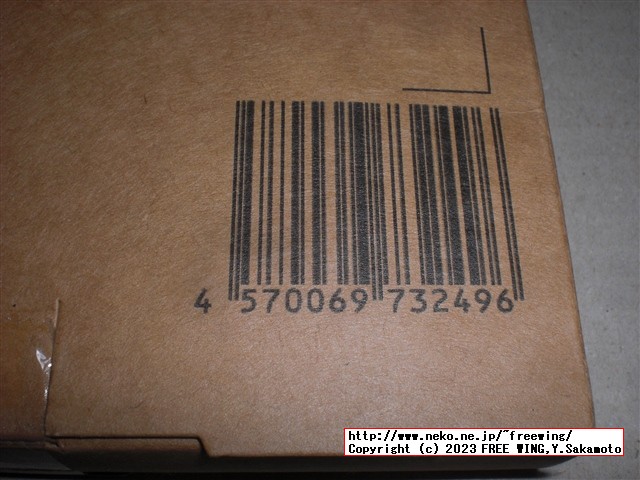 4 570069 732496
http://www.neko.ne.jp/~freewing/
Copyright (c) 2023 FREE WING,Y.Sakamoto